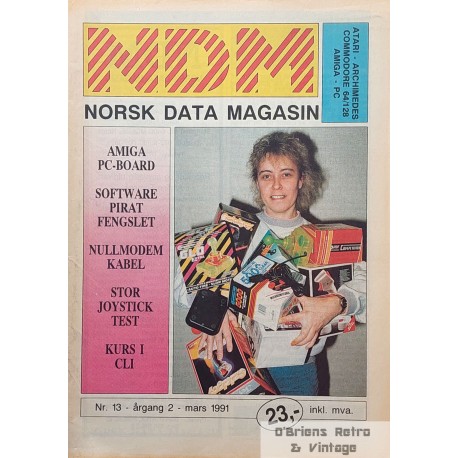 NDM
NORSK DATA MAGASIN
ATARI - ARCHIMEDES
COMMODORE 64/128
AMIGA - PC
AMIGA
PC-BOARD
SOFTWARE
PIRAT
FENGSLET
NULLMODEM
KABEL
STOR
JOYSTICK
TEST
KURS I
CLI
Nr. 13 - årgang 2 - mars 1991
23,-
inkl. mva.
O'Briens Retro
& Vintage